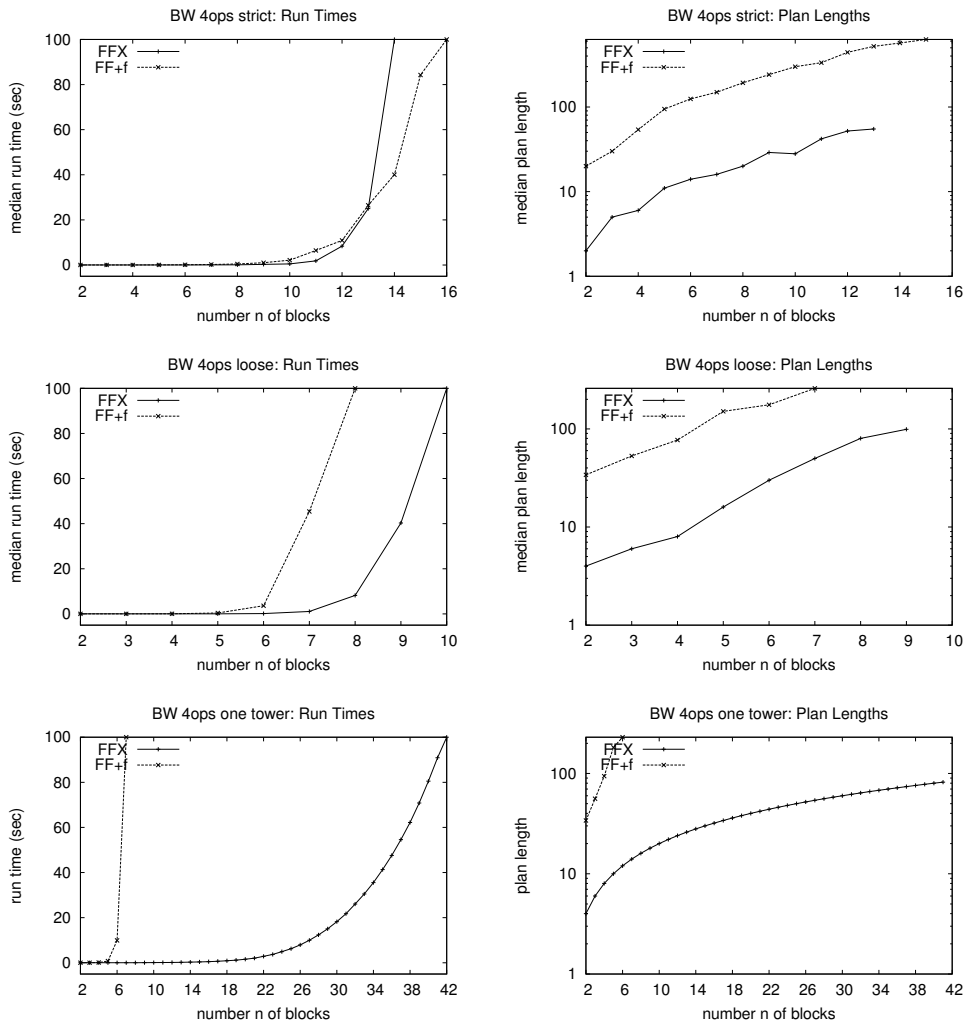 BW 4ops strict: Run Times
100
80
60
40
20
0
2 4 6 8 10 12 14 16
median run time (sec)
number n of blocks
FFX
FF+f
BW 4ops strict: Plan Lengths
100
10
1
2 4 6 8 10 12 14 16
median plan length
number n of blocks
FFX
FF+f
BW 4ops loose: Run Times
100
80
60
40
20
0
2 3 4 5 6 7 8 9 10
median run time (sec)
number n of blocks
FFX
FF+f
BW 4ops loose: Plan Lengths
100
10
1
2 3 4 5 6 7 8 9 10
median plan length
number n of blocks
FFX
FF+f
BW 4ops one tower: Run Times
100
80
60
40
20
0
2 6 10 14 18 22 26 30 34 38 42
run time (sec)
number n of blocks
FFX
FF+f
BW 4ops one tower: Plan Lengths
100
10
1
2 6 10 14 18 22 26 30 34 38 42
plan length
number n of blocks
FFX
FF+f